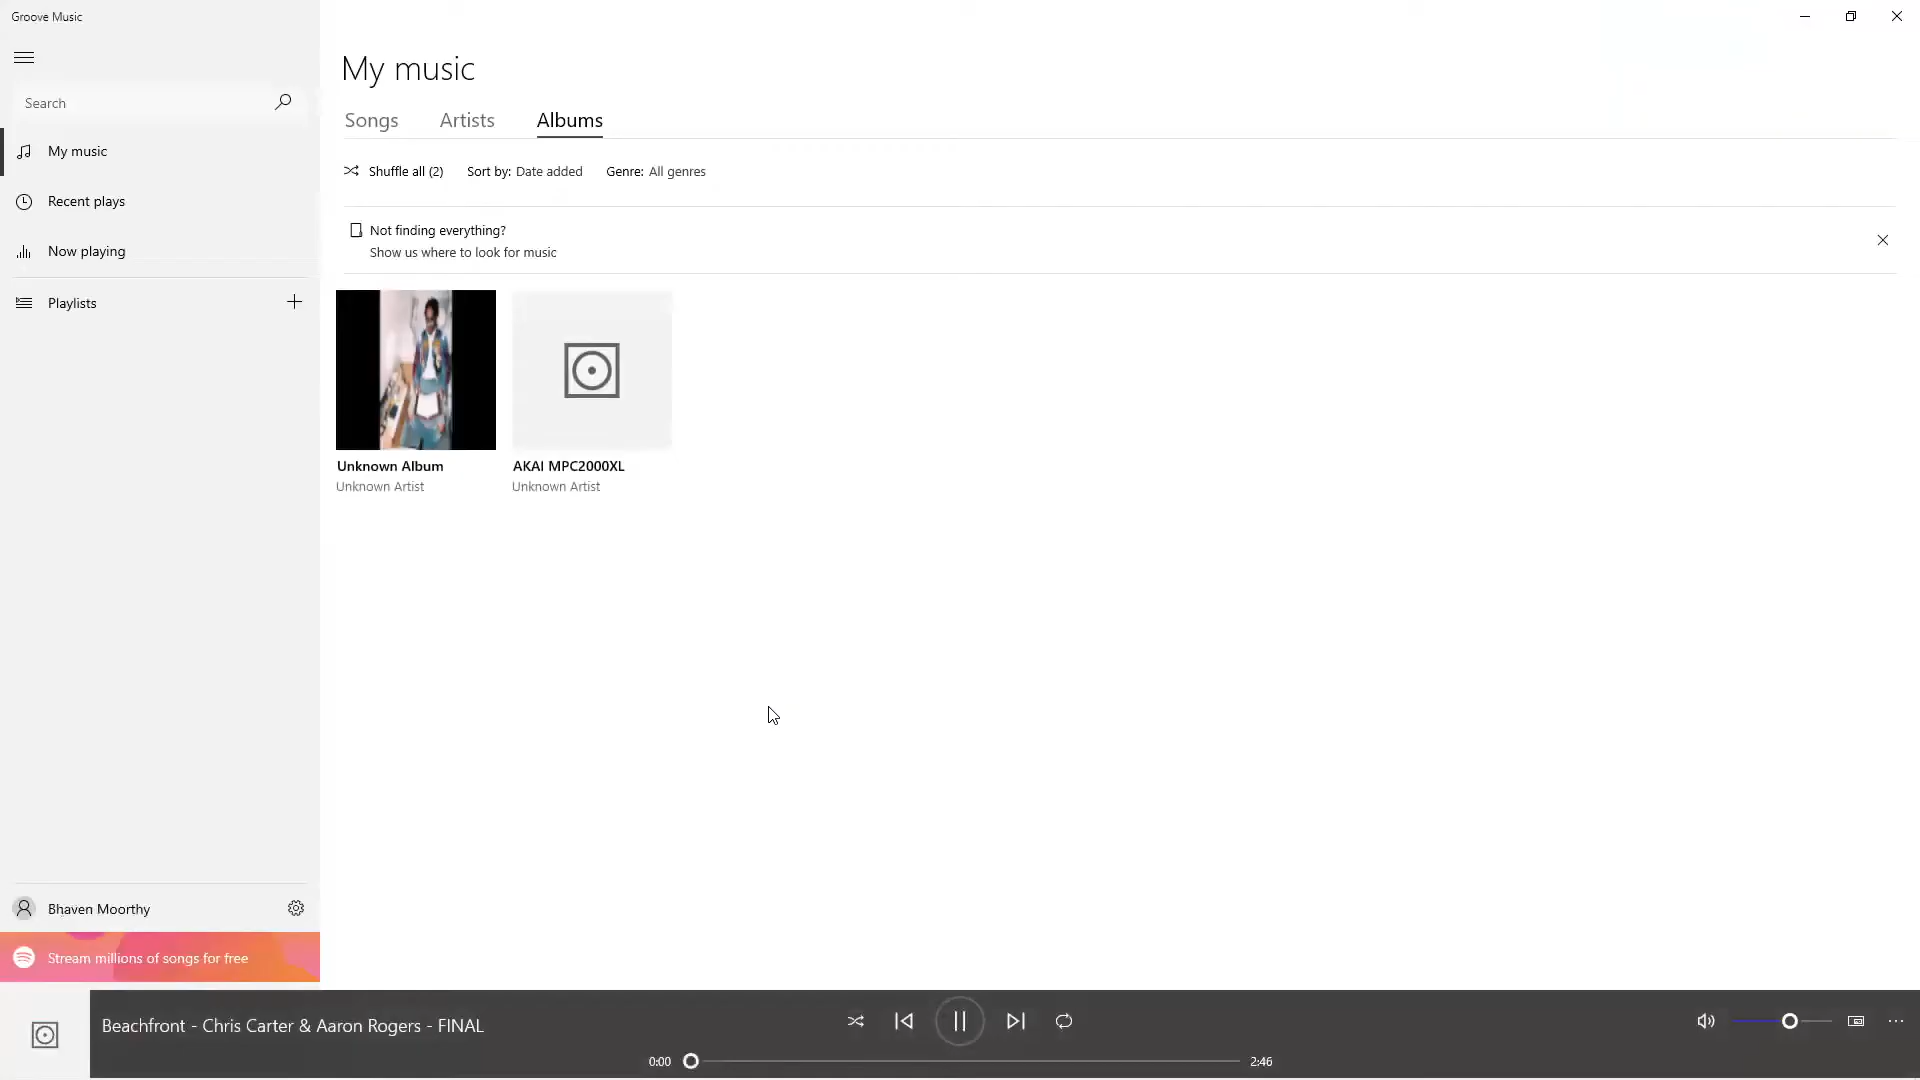 Groove Music
Search
My music
Recent plays
Now playing
Playlists
Bhaven Moorthy
Stream millions of songs for free
My music
Songs Artists Albums
Shuffle all (2) Sort by: Date added Genre: All genres
Not finding everything?
Show us where to look for music
Unknown Album
Unknown Artist
AKAI MPC2000XL
Unknown Artist
Beachfront - Chris Carter & Aaron Rogers - FINAL
0:00 2:46